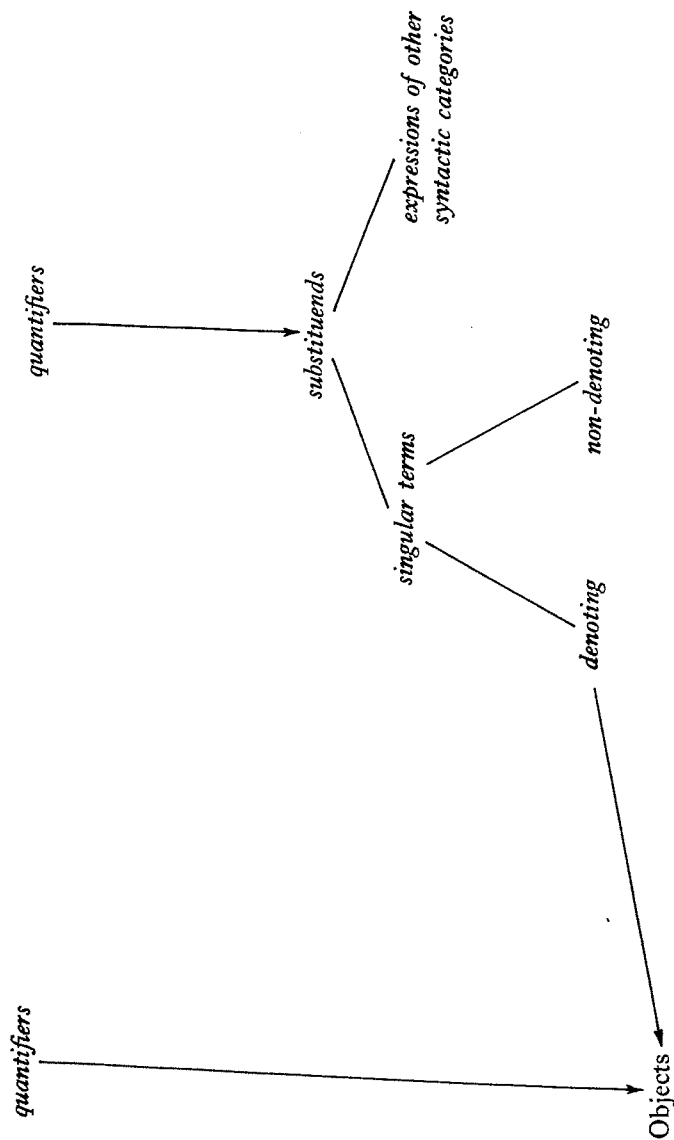 quantifiers
quantifiers
substituends
singular terms
expressions of other
syntactic categories
denoting
non-denoting
Objects